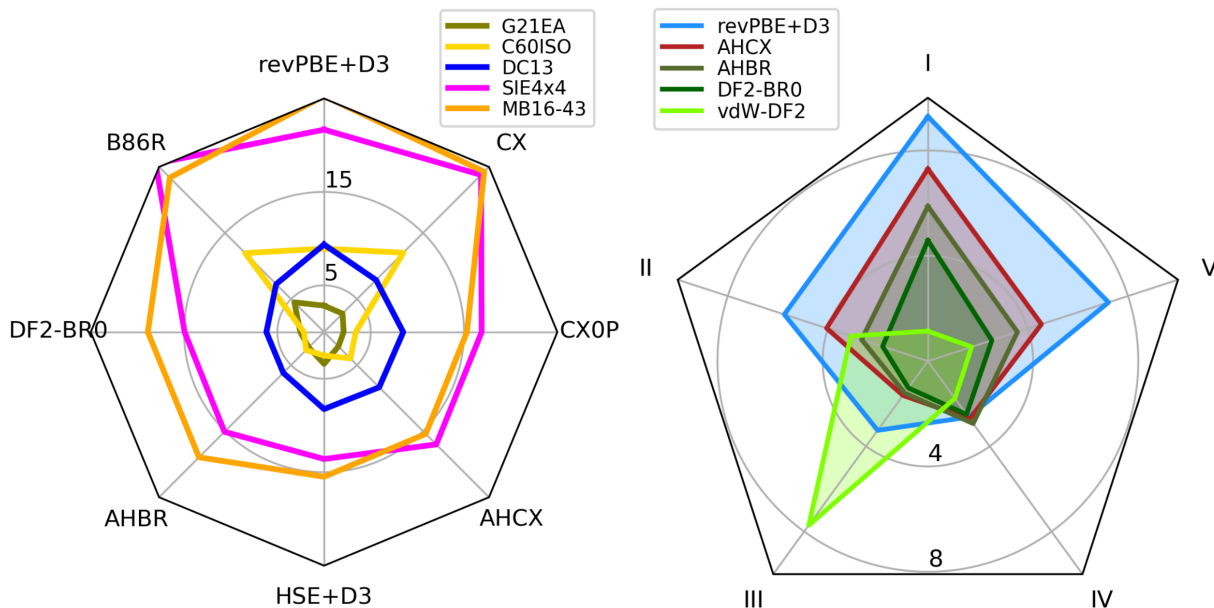 G21EA
C60ISO
DC13
SIE4x4
MB16-43
revPBE+D3
B86R
CX
15
5
DF2-BR0
CX0P
AHBR
AHCX
HSE+D3
revPBE+D3
AHCX
AHBR
DF2-BR0
vdW-DF2
I
II
V
4
8
III
IV